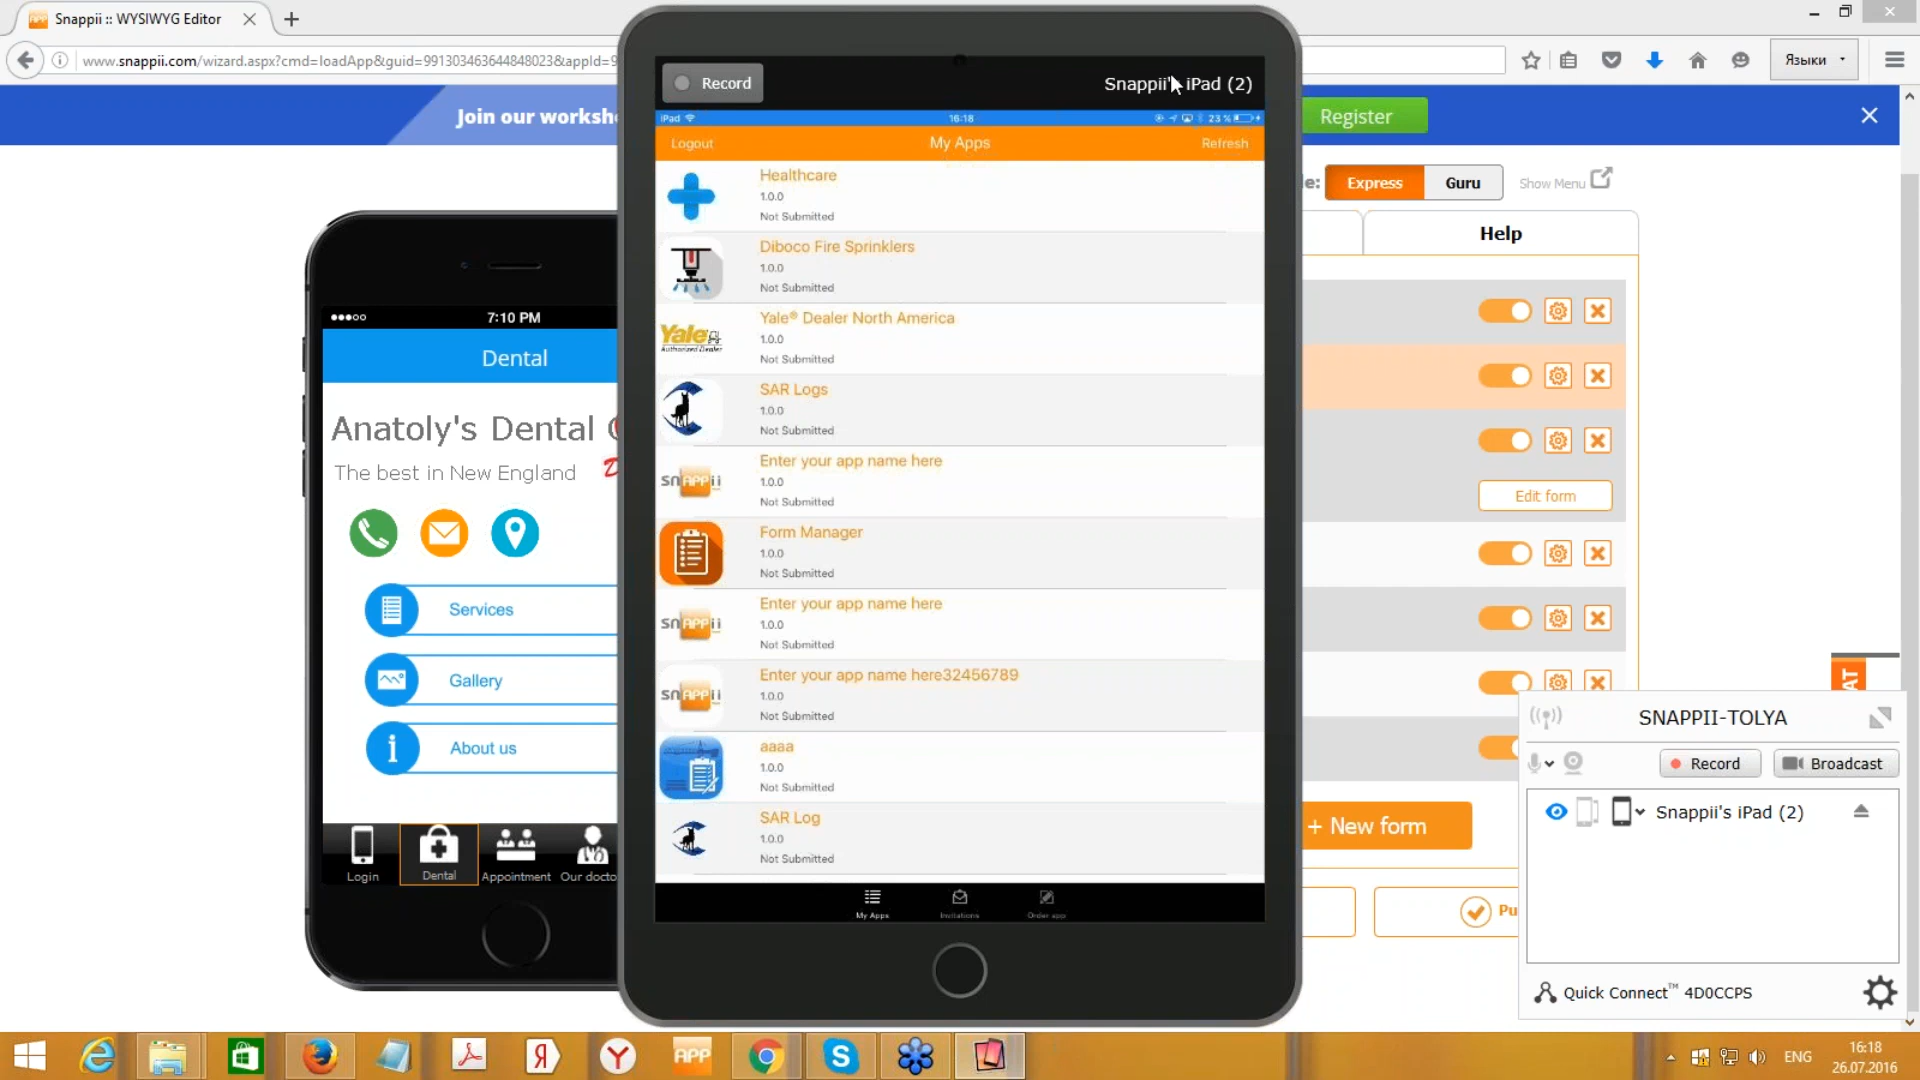 Snappii :: WYSIWYG Editor
www.snappii.com/wizard.aspx?cmd=loadApp&guid=991303463644848023&appId=9
Языки
Join our worksho
Register
Express
Guru
Show Menu
Help
Edit form
+ New form
Pu
7:10 PM
Dental
Anatoly's Dental
The best in New England
Services
Gallery
About us
Login
Dental
Appointment
Our docto
Record
Snappii's iPad (2)
iPad
16:18
23 %
Logout
My Apps
Refresh
Healthcare
1.0.0
Not Submitted
Diboco Fire Sprinklers
1.0.0
Not Submitted
Yale
Authorized Dealer
Yale® Dealer North America
1.0.0
Not Submitted
SAR Logs
1.0.0
Not Submitted
snAPPii
Enter your app name here
1.0.0
Not Submitted
Form Manager
1.0.0
Not Submitted
snAPPii
Enter your app name here
1.0.0
Not Submitted
snAPPii
Enter your app name here32456789
1.0.0
Not Submitted
aaaa
1.0.0
Not Submitted
SAR Log
1.0.0
Not Submitted
My Apps
Invitations
Order app
AT
SNAPPII-TOLYA
Record
Broadcast
Snappii's iPad (2)
Quick Connect™ 4D0CCPS
APP
ENG
16:18
26.07.2016